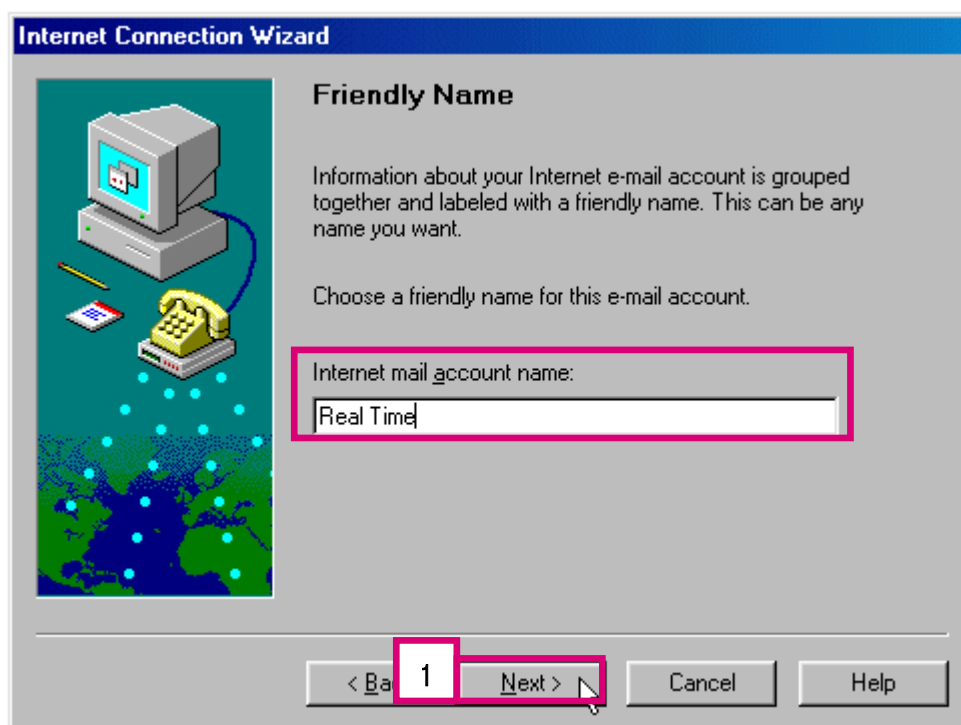 Internet Connection Wizard
Friendly Name
Information about your Internet e-mail account is grouped
together and labeled with a friendly name. This can be any
name you want.
Choose a friendly name for this e-mail account.
Internet mail account name:
Real Time
< Ba 1 Next > Cancel Help